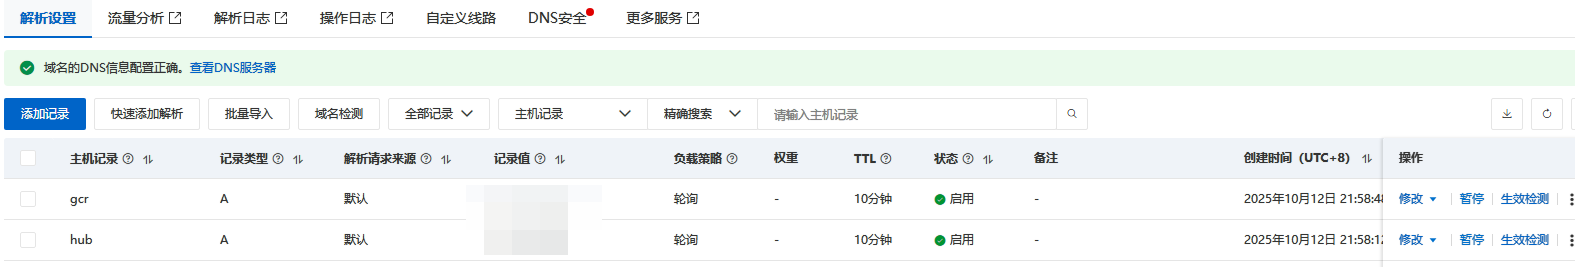 解析设置 流量分析 解析日志 操作日志 自定义线路 DNS安全 更多服务
域名的DNS信息配置正确。查看DNS服务器
添加记录 快速添加解析 批量导入 域名检测 全部记录 主机记录 精确搜索 请输入主机记录
主机记录 记录类型 解析请求来源 记录值 负载策略 权重 TTL 状态 备注 创建时间（UTC+8） 操作
gcr A 默认 轮询 - 10分钟 启用 - 2025年10月12日 21:58:48 修改 暂停 生效检测
hub A 默认 轮询 - 10分钟 启用 - 2025年10月12日 21:58:12 修改 暂停 生效检测